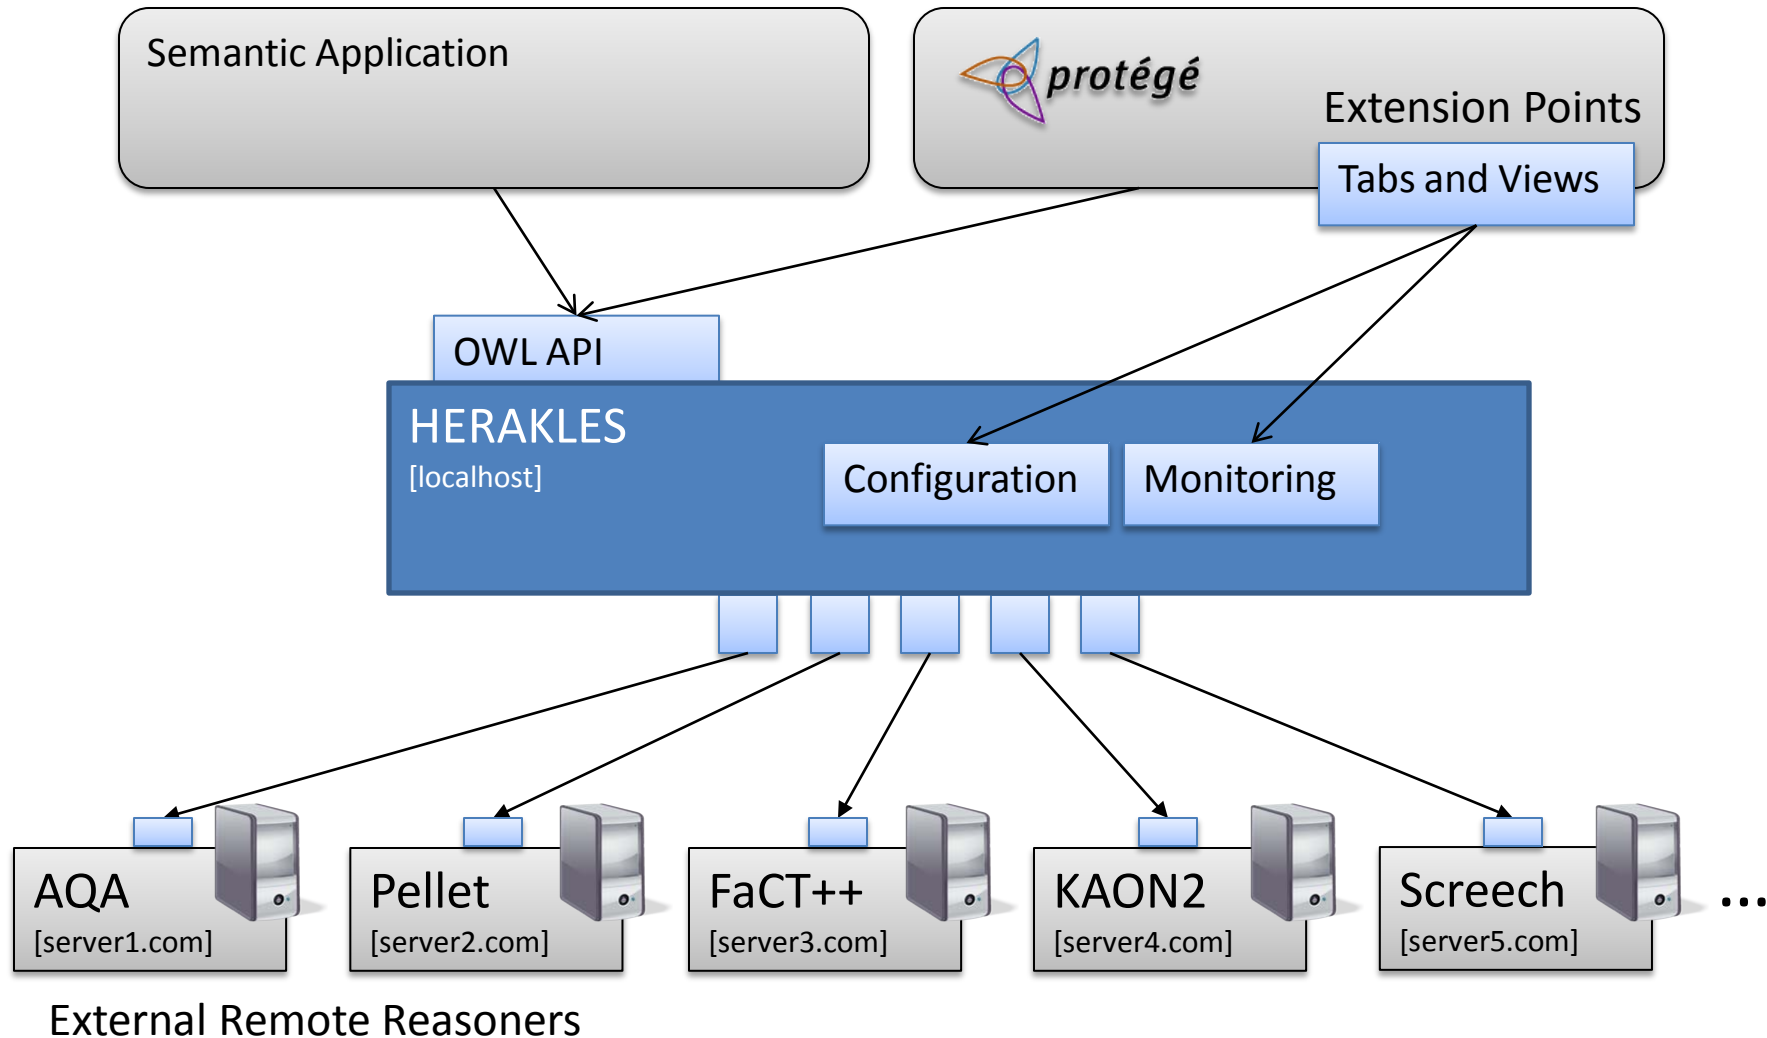 Semantic Application
protégé
Extension Points
Tabs and Views
OWL API
HERAKLES
[localhost]
Configuration
Monitoring
AQA
[server1.com]
Pellet
[server2.com]
FaCT++
[server3.com]
KAON2
[server4.com]
Screech
[server5.com]
...
External Remote Reasoners